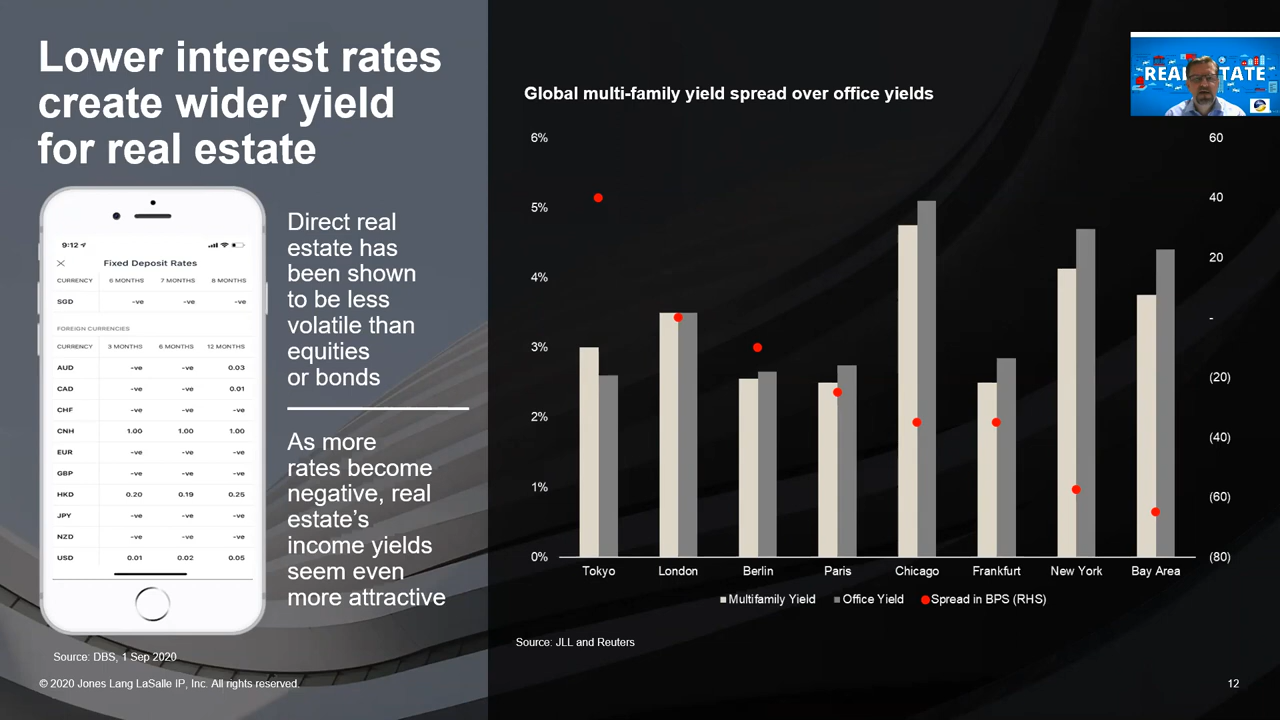 Lower interest rates
create wider yield
for real estate
9:12
Fixed Deposit Rates
CURRENCY 6 MONTHS 7 MONTHS 8 MONTHS
SGD -ve -ve -ve
FOREIGN CURRENCIES
CURRENCY 3 MONTHS 6 MONTHS 12 MONTHS
AUD -ve -ve 0.03
CAD -ve -ve 0.01
CHF -ve -ve -ve
CNH 1.00 1.00 1.00
EUR -ve -ve -ve
GBP -ve -ve -ve
HKD 0.20 0.19 0.25
JPY -ve -ve -ve
NZD -ve -ve -ve
USD 0.01 0.02 0.05
Direct real
estate has
been shown
to be less
volatile than
equities
or bonds
As more
rates become
negative, real
estate's
income yields
seem even
more attractive
Source: DBS, 1 Sep 2020
© 2020 Jones Lang LaSalle IP, Inc. All rights reserved.
Global multi-family yield spread over office yields
6% 60
5% 40
4% 20
3% -
2% (20)
1% (40)
0% (60)
(80)
Tokyo London Berlin Paris Chicago Frankfurt New York Bay Area
Multifamily Yield Office Yield Spread in BPS (RHS)
Source: JLL and Reuters
12